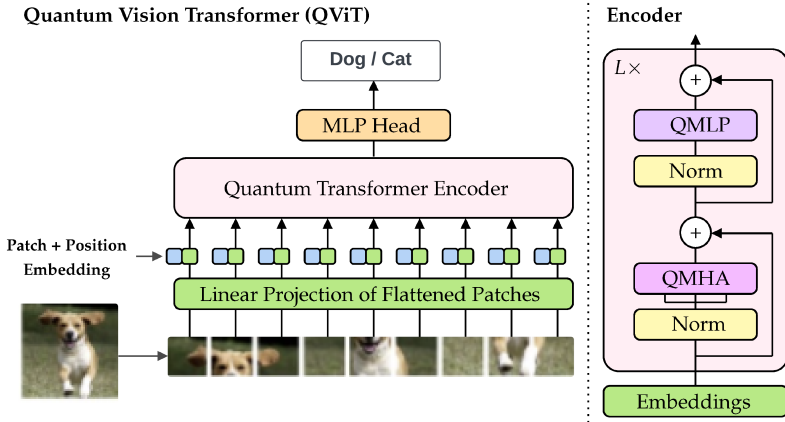 Quantum Vision Transformer (QViT)
Dog / Cat
MLP Head
Quantum Transformer Encoder
Patch + Position
Embedding
Linear Projection of Flattened Patches
Encoder
L×
+
QMLP
Norm
+
QMHA
Norm
Embeddings